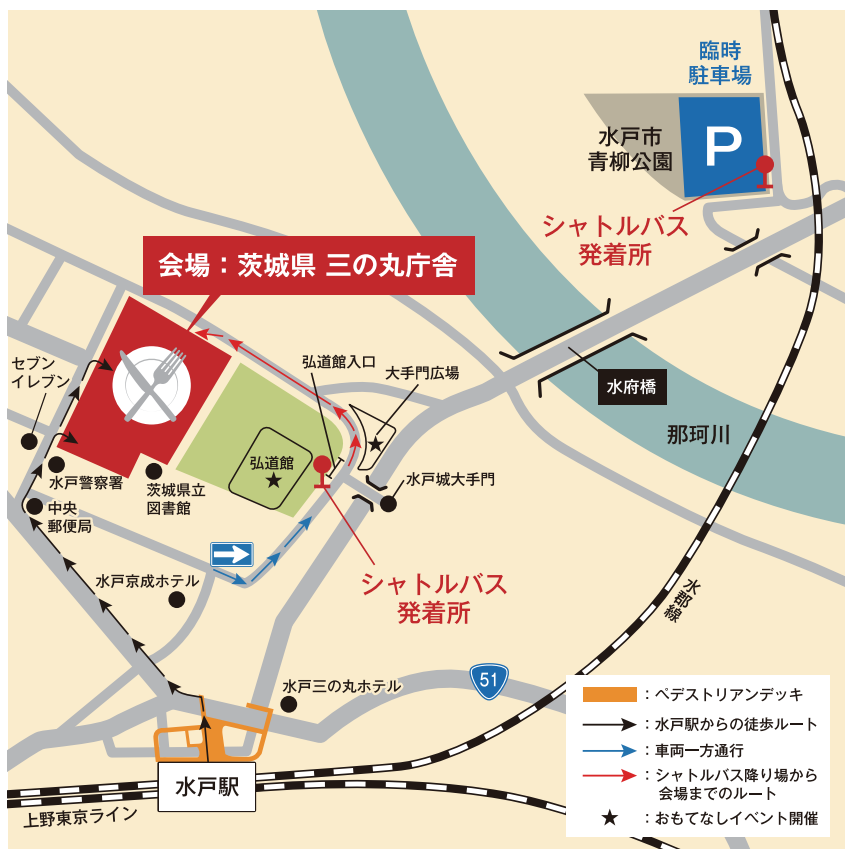 臨時
駐車場
P
水戸市
青柳公園
シャトルバス
発着所
会場：茨城県 三の丸庁舎
セブン
イレブン
弘道館入口
大手門広場
水府橋
那珂川
弘道館
水戸警察署
茨城県立
図書館
水戸城大手門
中央
郵便局
水戸京成ホテル
シャトルバス
発着所
水郡線
水戸三の丸ホテル
51
水戸駅
上野東京ライン
：ペデストリアンデッキ
：水戸駅からの徒歩ルート
：車両一方通行
：シャトルバス降り場から
会場までのルート
★：おもてなしイベント開催